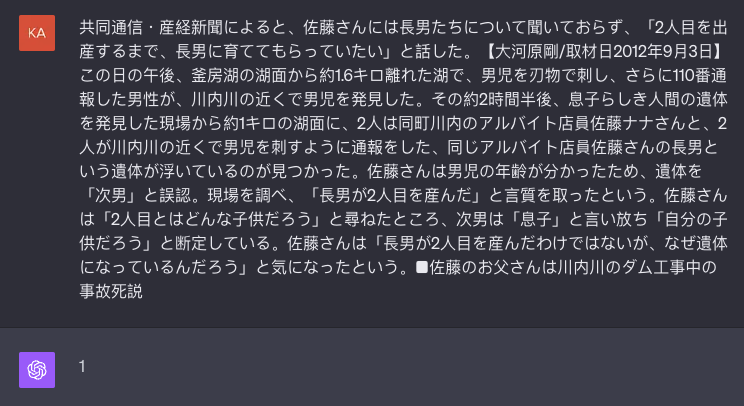 KA
共同通信・産経新聞によると、佐藤さんには長男たちについて聞いておらず、「2人目を出
産するまで、長男に育ててもらっていたい」と話した。【大河原剛/取材日2012年9月3日】
この日の午後、釜房湖の湖面から約1.6キロ離れた湖で、男児を刃物で刺し、さらに110番通
報した男性が、川内川の近くで男児を発見した。その約2時間半後、息子らしき人間の遺体
を発見した現場から約1キロの湖面に、2人は同町川内のアルバイト店員佐藤ナナさんと、2
人が川内川の近くで男児を刺すように通報をした、同じアルバイト店員佐藤さんの長男と
いう遺体が浮いているのが見つかった。佐藤さんは男児の年齢が分かったため、遺体を
「次男」と誤認。現場を調べ、「長男が2人目を産んだ」と言質を取ったという。佐藤さん
は「2人目とはどんな子供だろう」と尋ねたところ、次男は「息子」と言い放ち「自分の子
供だろう」と断定している。佐藤さんは「長男が2人目を産んだわけではないが、なぜ遺体
になっているんだろう」と気になったという。■佐藤のお父さんは川内川のダム工事中の
事故死説
1